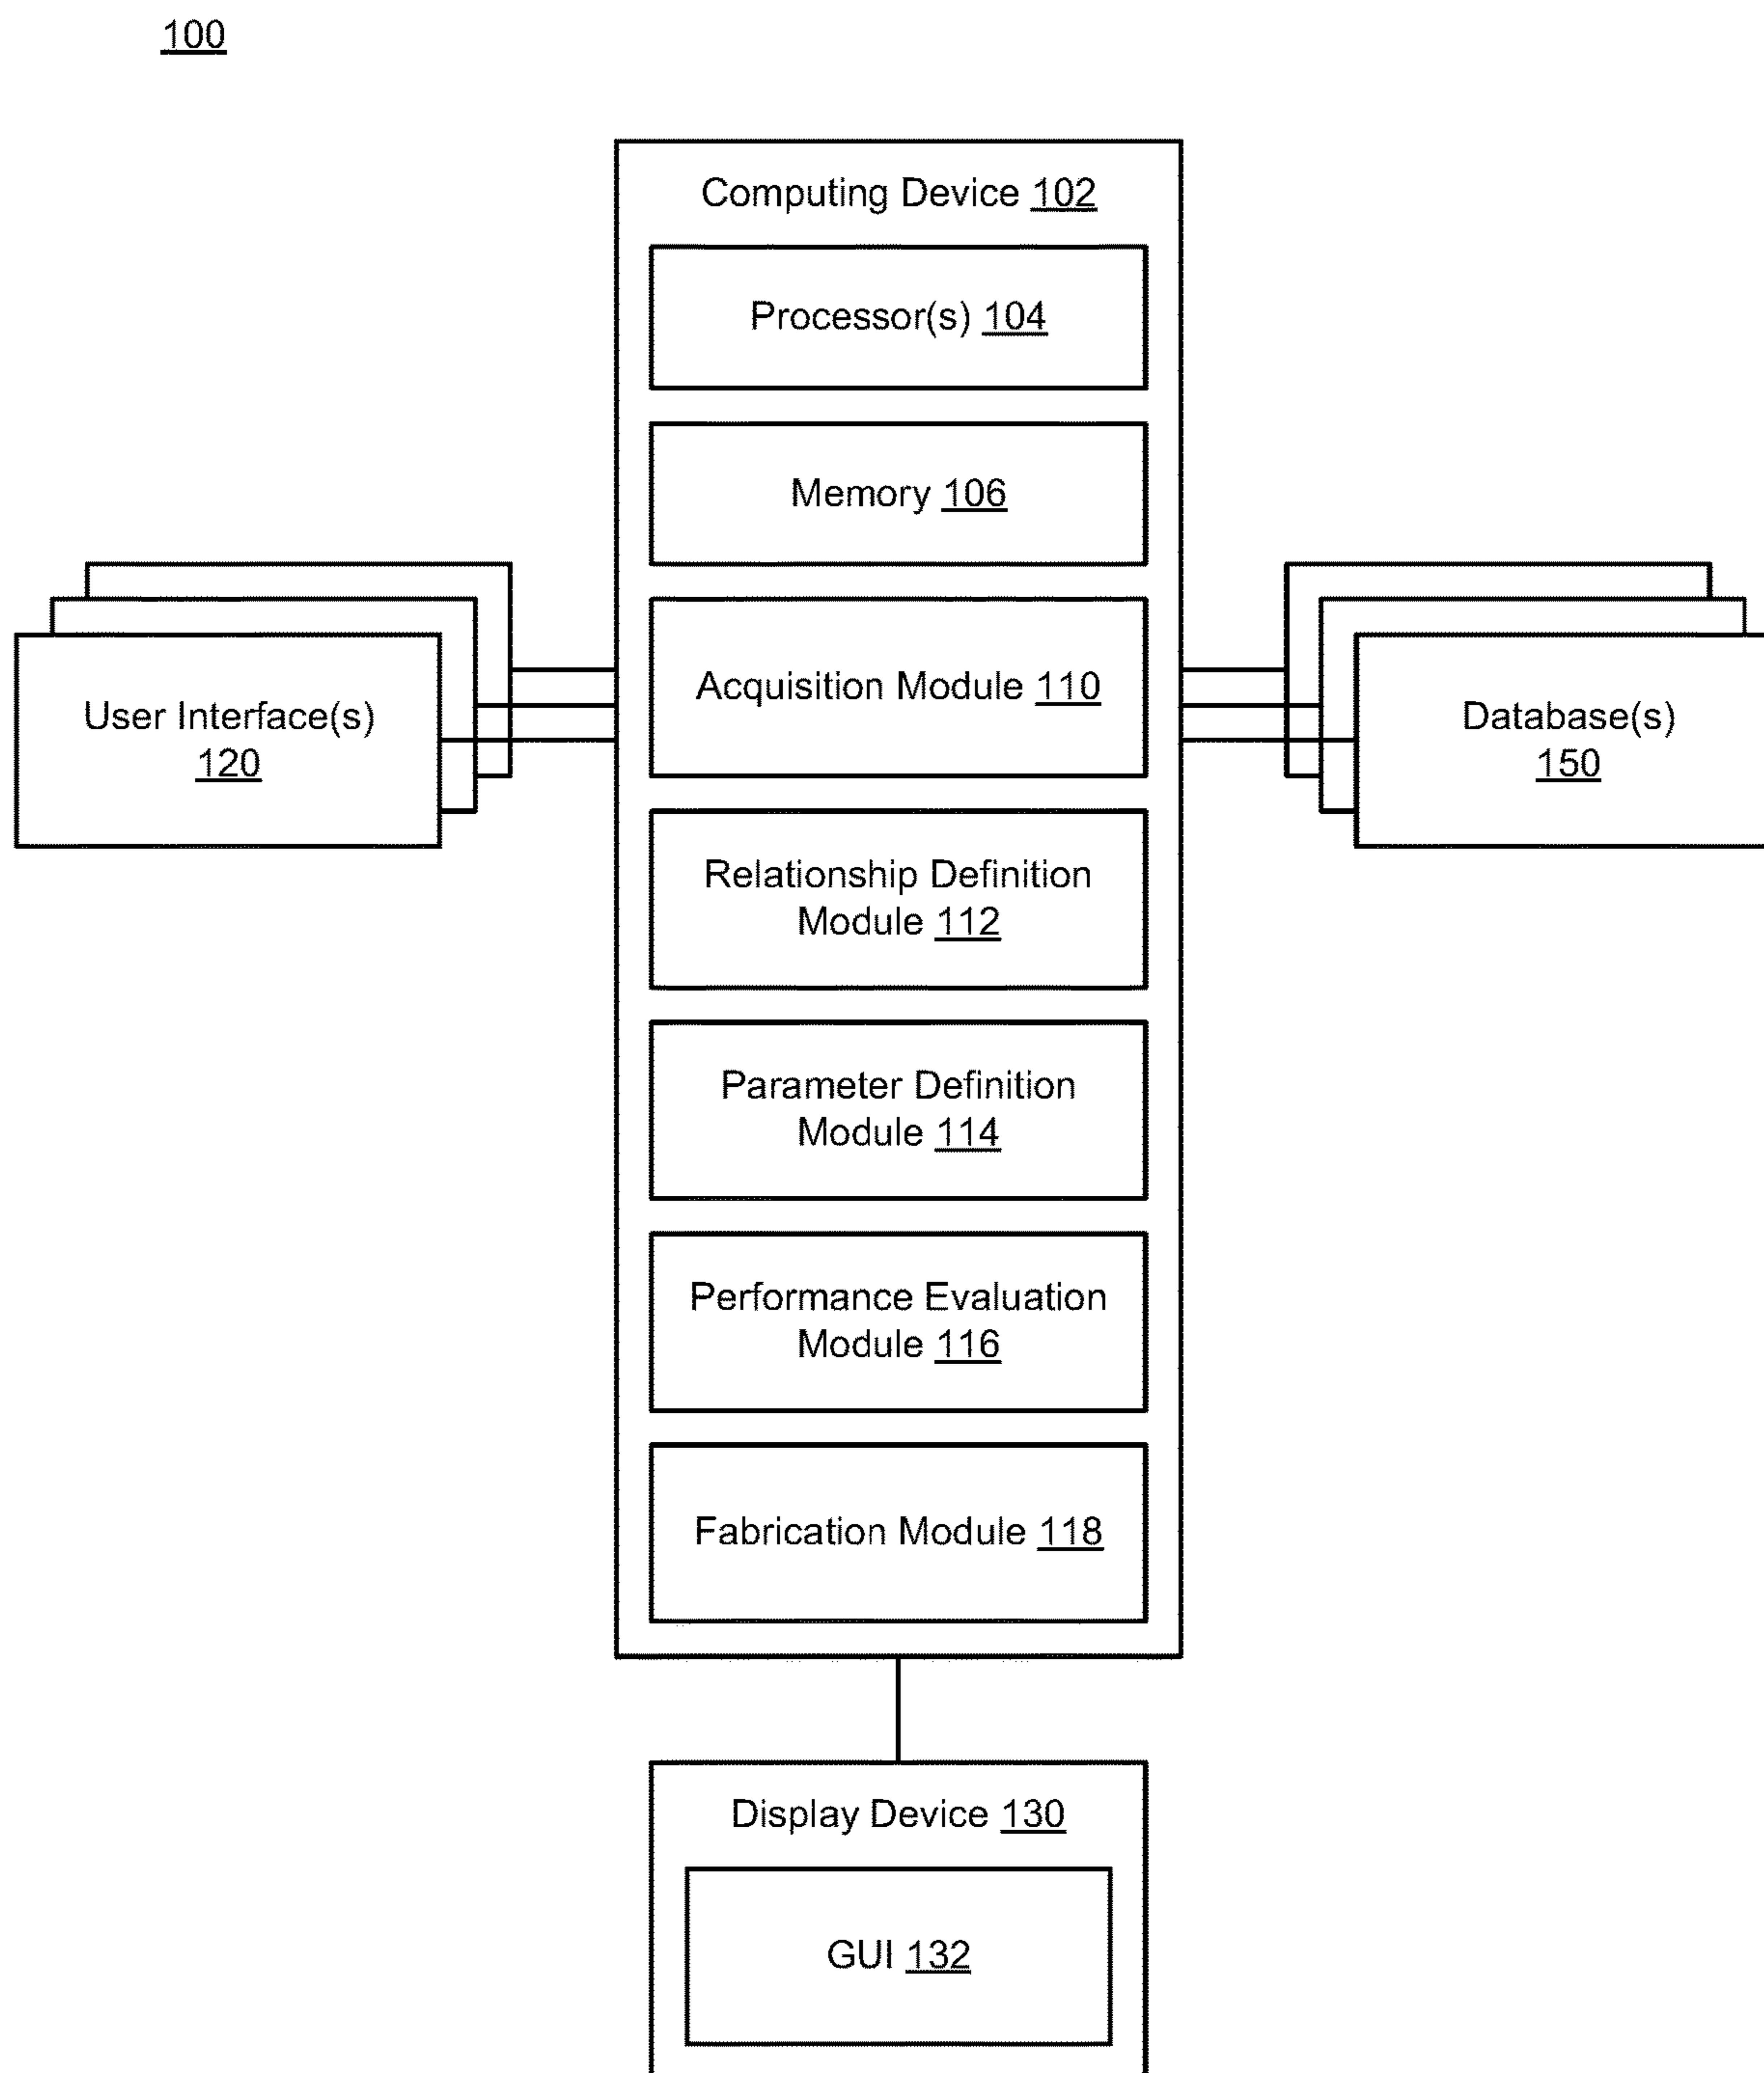 100
Computing Device 102
Processor(s) 104
Memory 106
Acquisition Module 110
User Interface(s)
120
Database(s)
150
Relationship Definition
Module 112
Parameter Definition
Module 114
Performance Evaluation
Module 116
Fabrication Module 118
Display Device 130
GUI 132